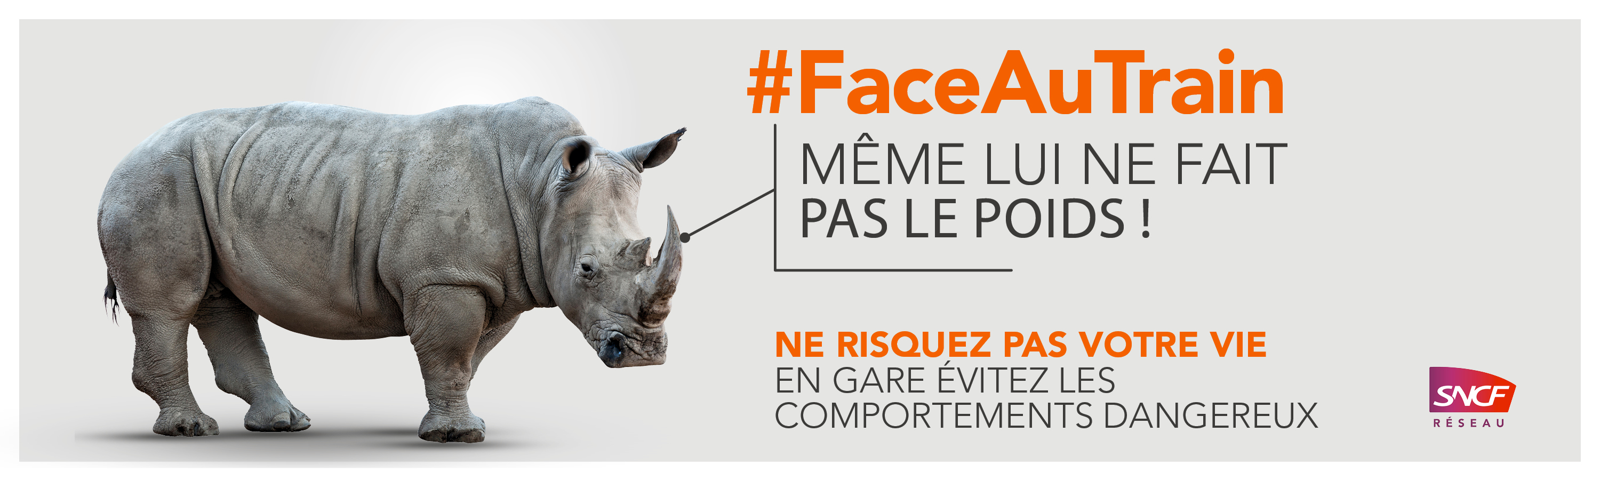 #FaceAuTrain
MÊME LUI NE FAIT
PAS LE POIDS !
NE RISQUEZ PAS VOTRE VIE
EN GARE ÉVITEZ LES
COMPORTEMENTS DANGEREUX
SNCF
RÉSEAU